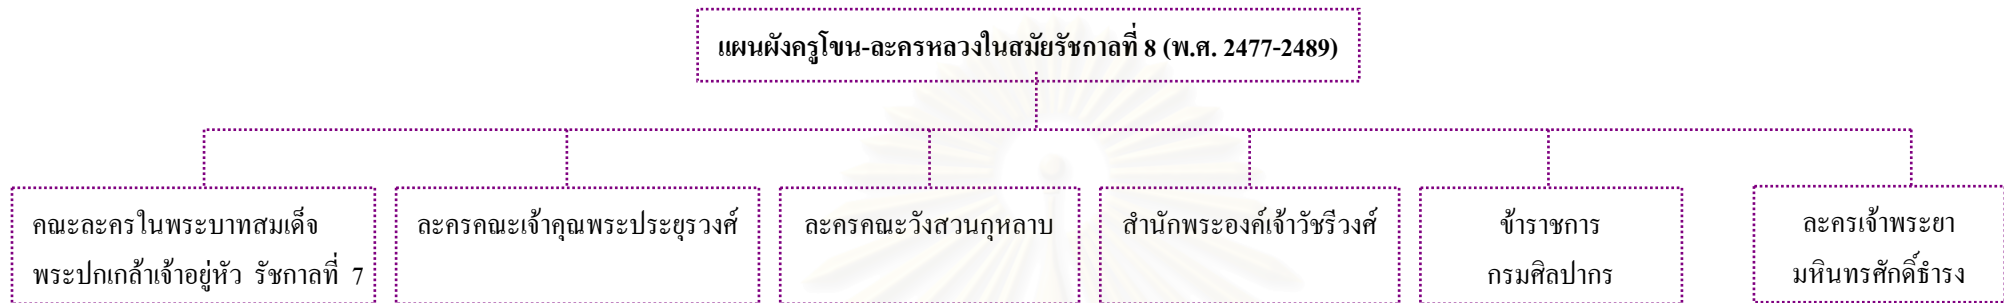 แผนผังครูโขน-ละครหลวงในสมัยรัชกาลที่ 8 (พ.ศ. 2477-2489)
คณะละครในพระบาทสมเด็จ
พระปกเกล้าเจ้าอยู่หัว รัชกาลที่ 7
ละครคณะเจ้าคุณพระประยุรวงศ์
ละครคณะวังสวนกุหลาบ
สำนักพระองค์เจ้าวัชรีวงศ์
ข้าราชการ
กรมศิลปากร
ละครเจ้าพระยา
มหินทรศักดิ์ธำรง